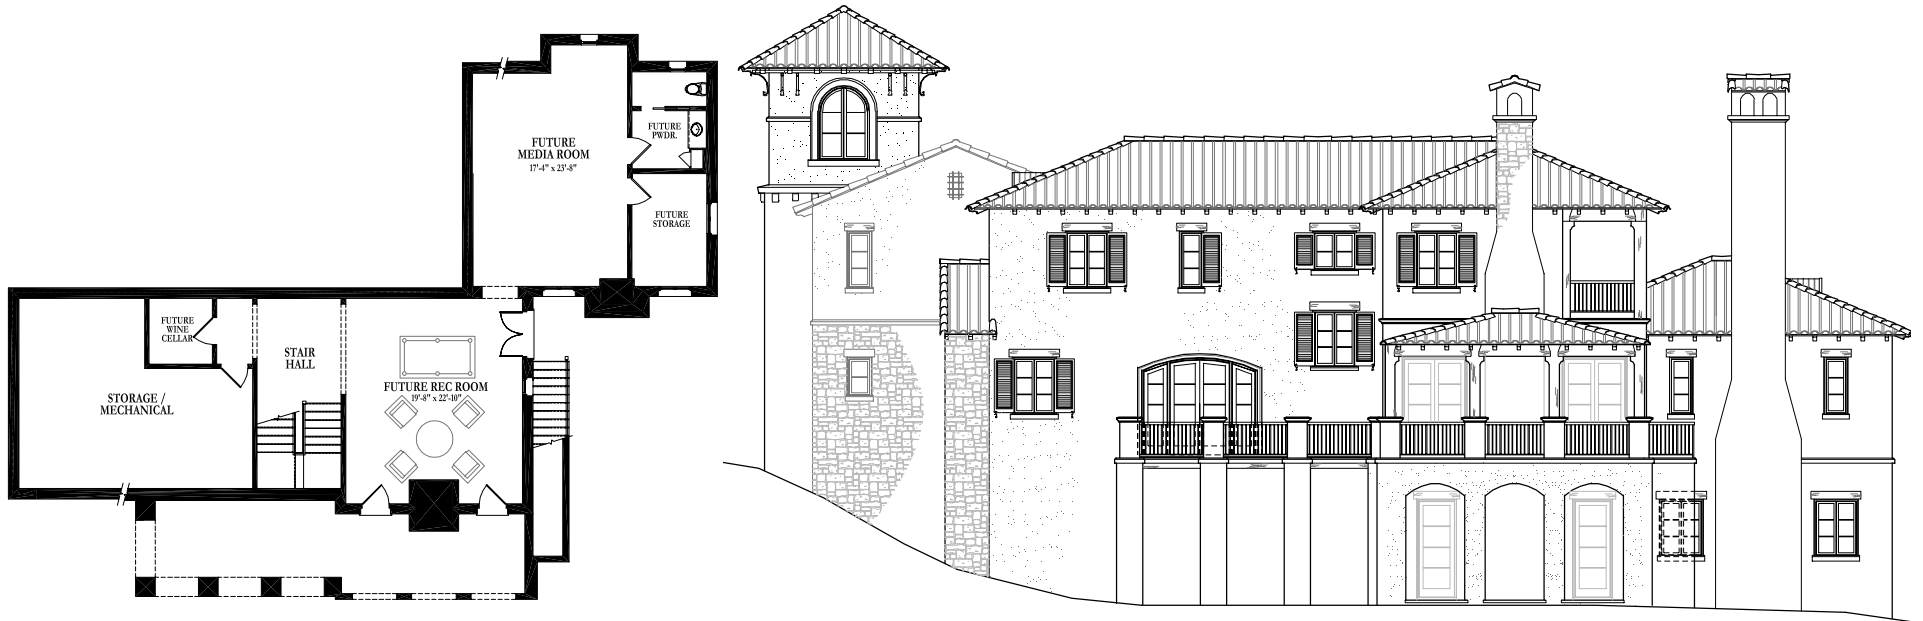 FUTURE
MEDIA ROOM
17'-4" x 23'-8"
FUTURE
PWDR.
FUTURE
STORAGE
FUTURE
WINE
CELLAR
STAIR
HALL
FUTURE REC ROOM
19'-8" x 22'-10"
STORAGE /
MECHANICAL